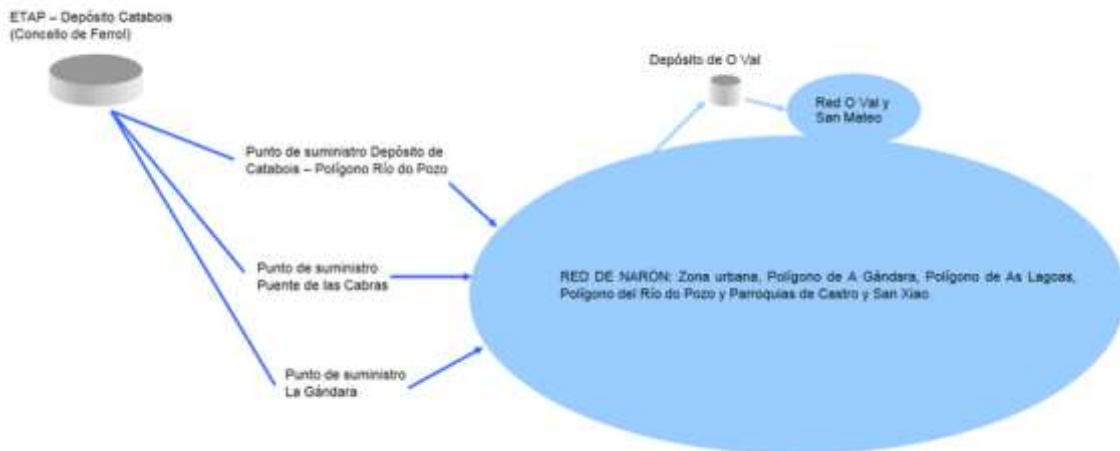 ETAP – Depósito Catabois
(Concello de Ferrol)
Depósito de O Val
Red O Val y
San Mateo
Punto de suministro Depósito de
Catabois – Polígono Río do Pozo
Punto de suministro
Puente de las Cabras
RED DE NARÓN: Zona urbana, Polígono de A Gándara, Polígono de As Lagoas,
Polígono del Río do Pozo y Parroquias de Castro y San Xiao
Punto de suministro
La Gándara